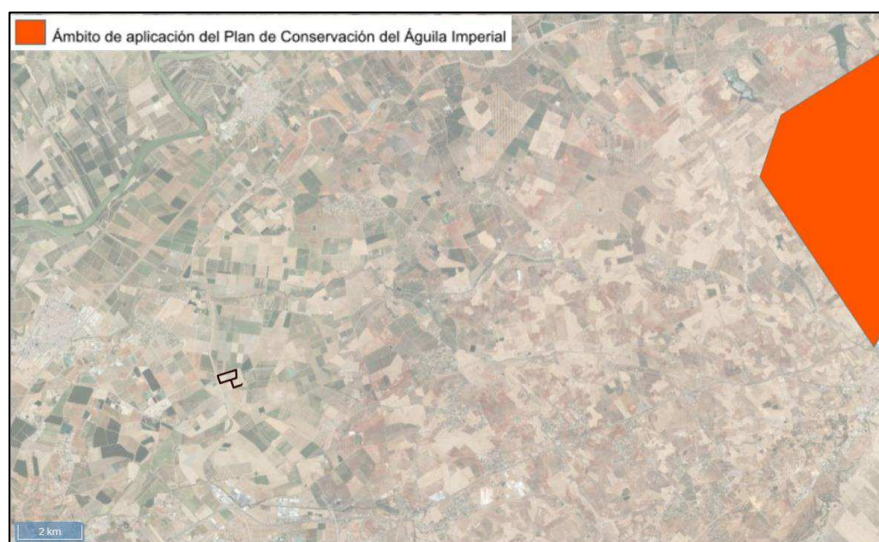 Ámbito de aplicación del Plan de Conservación del Águila Imperial
2 km